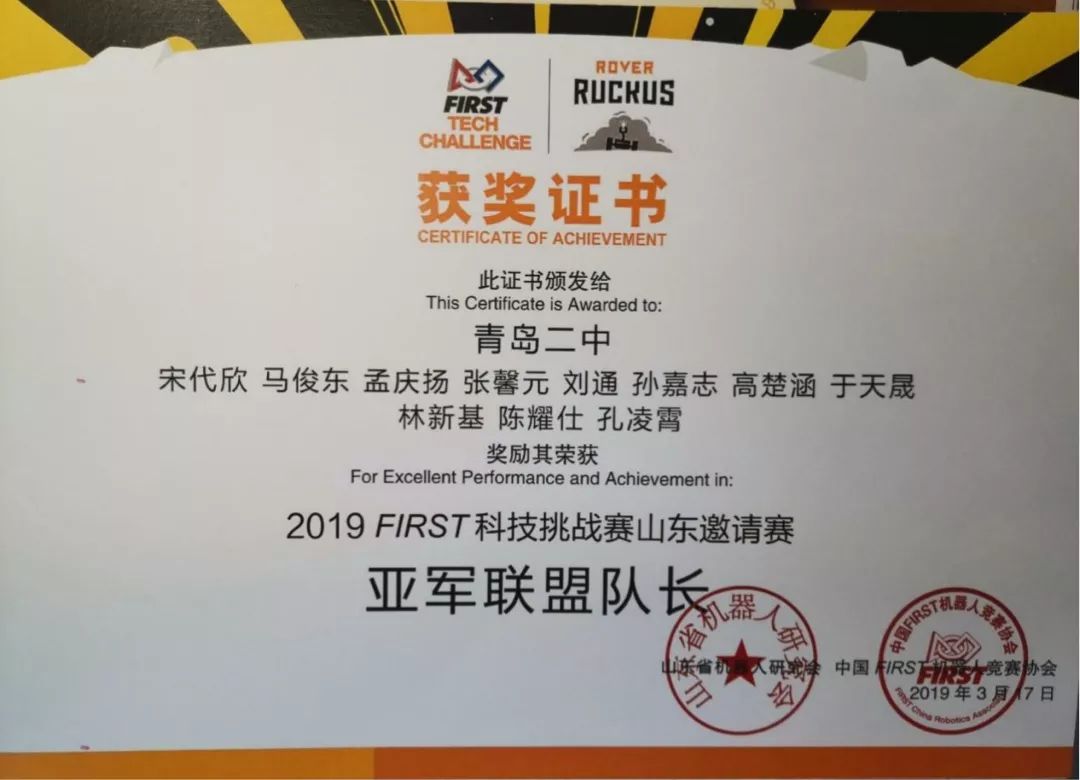 FIRST
TECH
CHALLENGE
ROVER
RUCKUS
获奖证书
CERTIFICATE OF ACHIEVEMENT
此证书颁发给
This Certificate is Awarded to:
青岛二中
宋代欣 马俊东 孟庆扬 张馨元 刘通 孙嘉志 高楚涵 于天晟
林新基 陈耀仕 孔凌霄
奖励其荣获
For Excellent Performance and Achievement in:
2019 FIRST 科技挑战赛山东邀请赛
亚军联盟队长
山东省机器人研究会
中国FIRST机器人竞赛协会
FIRST
FIRST China Robotics Association
山东省机器人研究会 中国 FIRST 机器人竞赛协会
2019 年 3 月 17 日